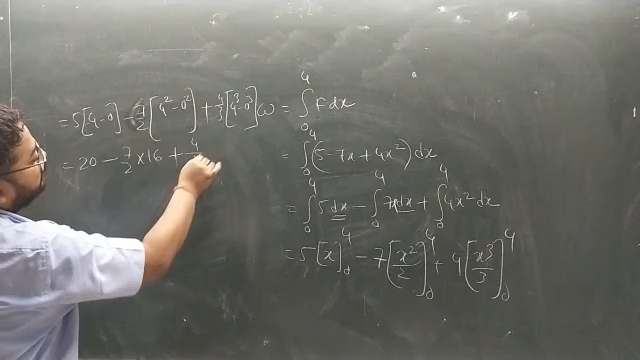 W = ∫₀⁴ F dx
= ∫₀⁴ (5 - 7x + 4x²) dx
= ∫₀⁴ 5 dx - ∫₀⁴ 7x dx + ∫₀⁴ 4x² dx
= 5[x]₀⁴ - 7[x²/2]₀⁴ + 4[x³/3]₀⁴
= 5[4-0] - 7/2[4²-0²] + 4/3[4³-0³]
= 20 - 7/2 × 16 + 4